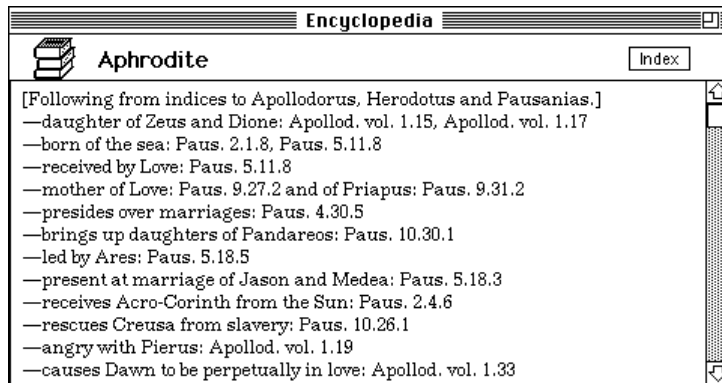 Encyclopedia
Aphrodite
Index
[Following from indices to Apollodorus, Herodotus and Pausanias.]
—daughter of Zeus and Dione: Apollod. vol. 1.15, Apollod. vol. 1.17
—born of the sea: Paus. 2.1.8, Paus. 5.11.8
—received by Love: Paus. 5.11.8
—mother of Love: Paus. 9.27.2 and of Priapus: Paus. 9.31.2
—presides over marriages: Paus. 4.30.5
—brings up daughters of Pandareos: Paus. 10.30.1
—led by Ares: Paus. 5.18.5
—present at marriage of Jason and Medea: Paus. 5.18.3
—receives Acro-Corinth from the Sun: Paus. 2.4.6
—rescues Creusa from slavery: Paus. 10.26.1
—angry with Pierus: Apollod. vol. 1.19
—causes Dawn to be perpetually in love: Apollod. vol. 1.33